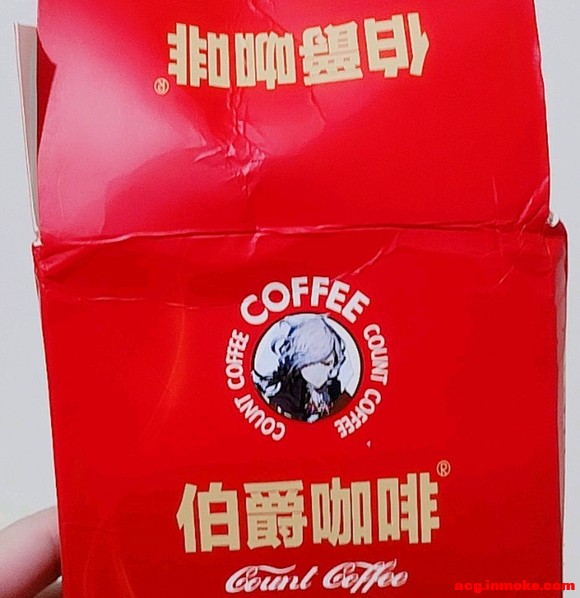 伯爵咖啡®
COFFEE
COUNT COFFEE
COUNT COFFEE
伯爵咖啡®
Count Coffee
acg.inmoke.com